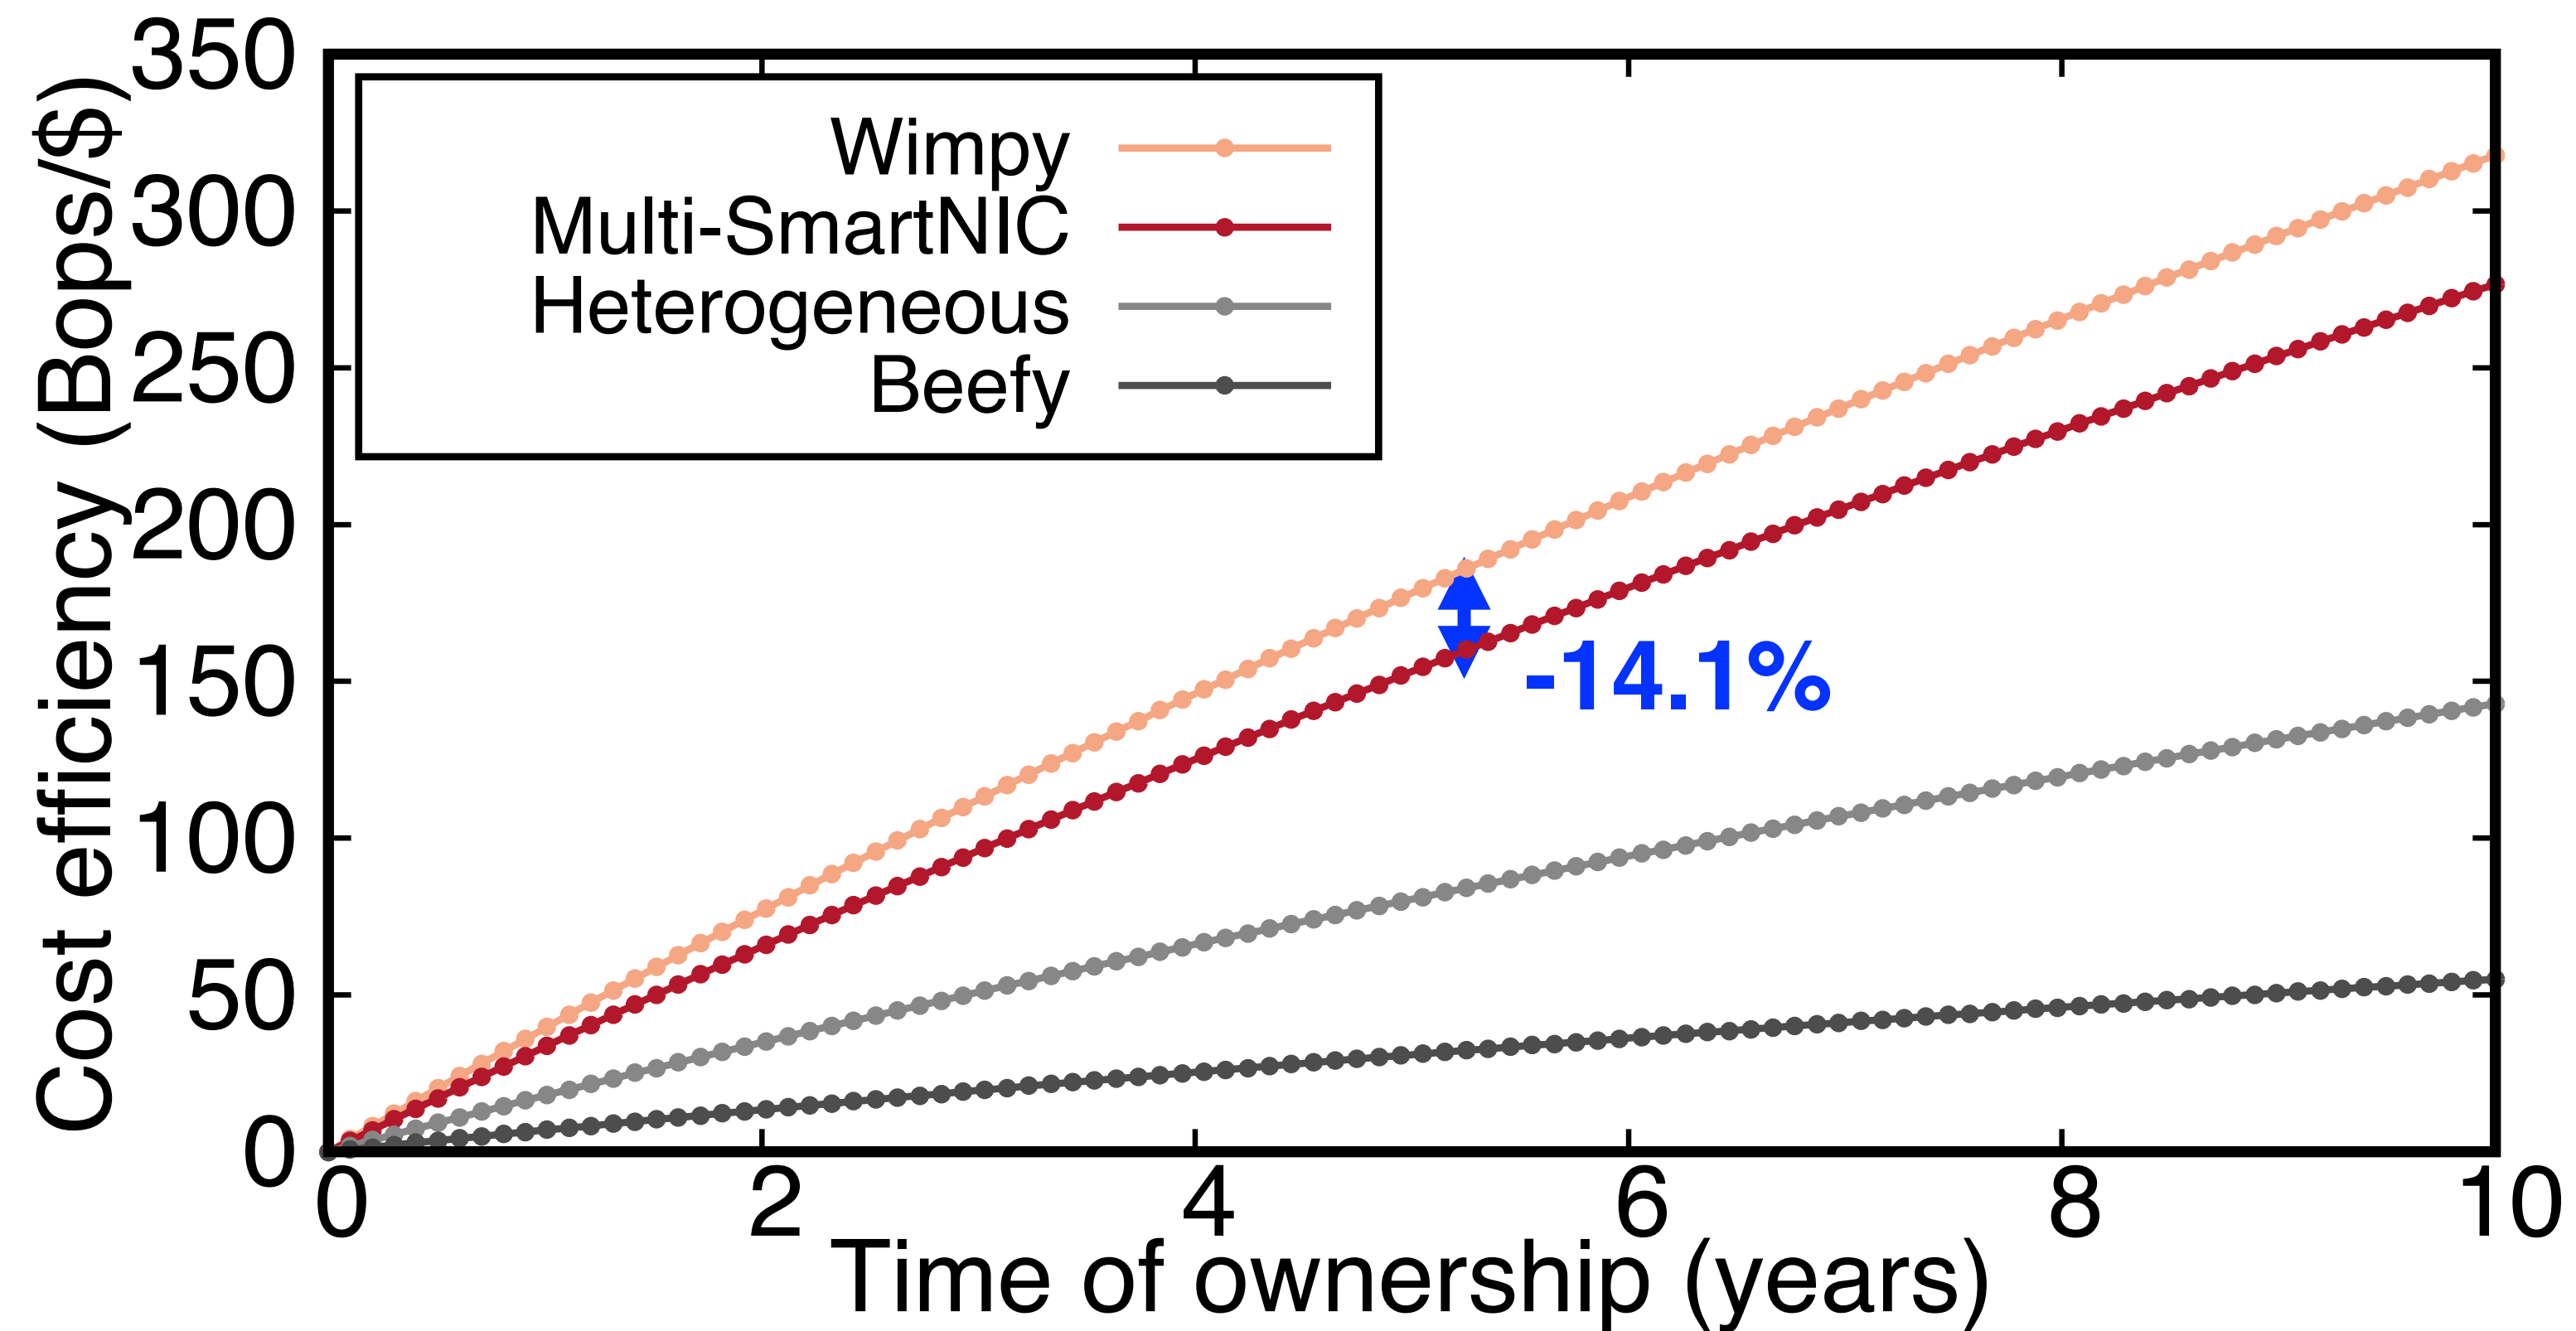 Cost efficiency (Bops/$)
350
300
250
200
150
100
50
0
Wimpy
Multi-SmartNIC
Heterogeneous
Beefy
-14.1%
0 2 4 6 8 10
Time of ownership (years)